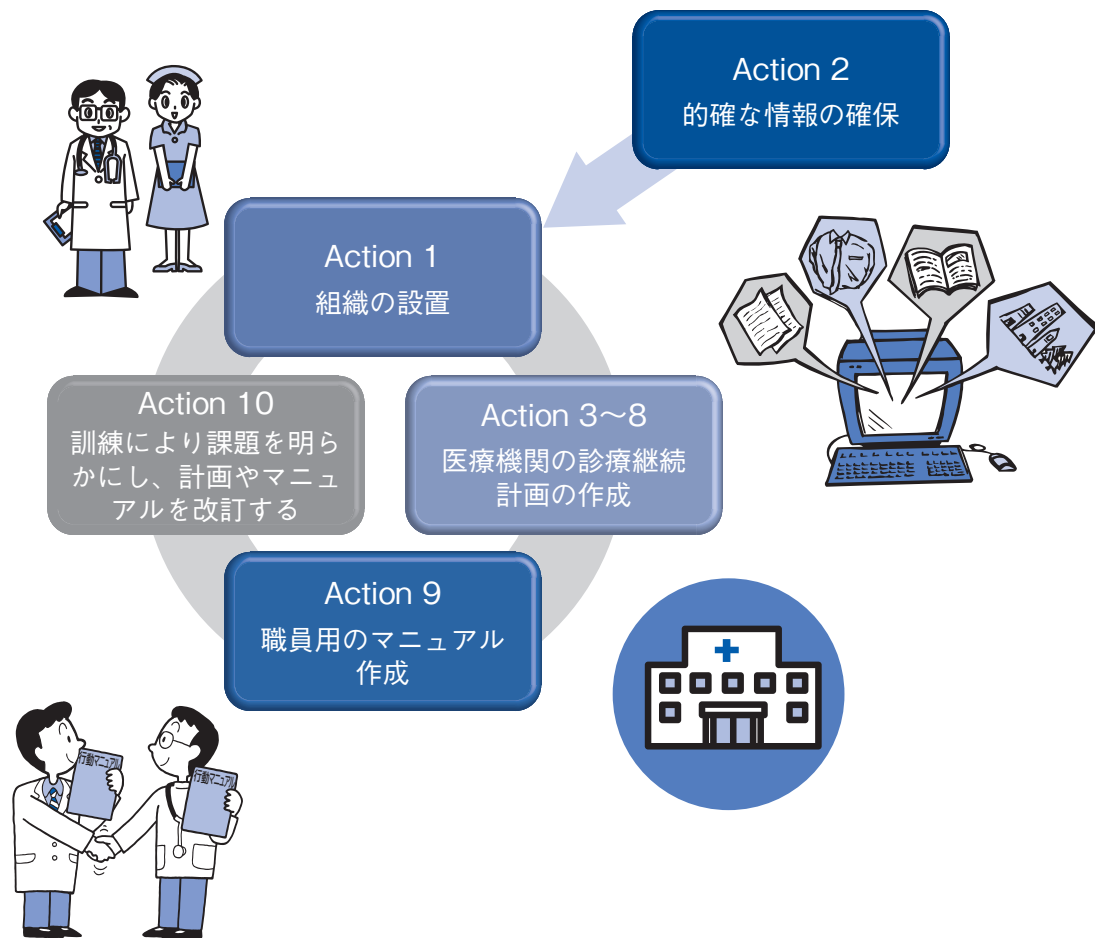 Action 2
的確な情報の確保
Action 1
組織の設置
Action 10
訓練により課題を明ら
かにし、計画やマニュ
アルを改訂する
Action 3～8
医療機関の診療継続
計画の作成
Action 9
職員用のマニュアル
作成
行動マニュアル
行動マニュアル